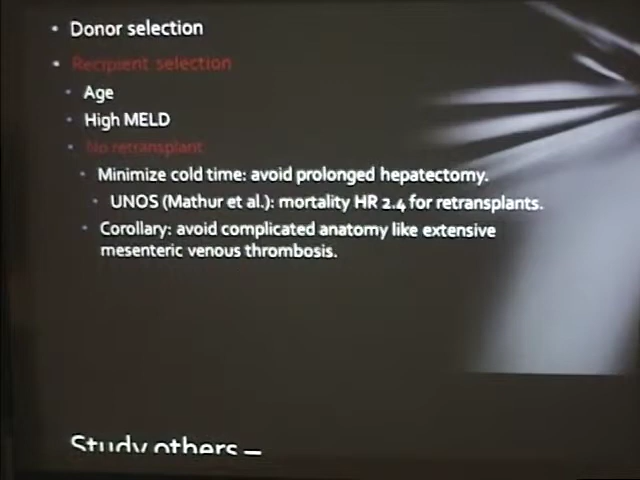 Donor selection
Recipient selection
Age
High MELD
No retransplant
Minimize cold time: avoid prolonged hepatectomy.
UNOS (Mathur et al.): mortality HR 2.4 for retransplants.
Corollary: avoid complicated anatomy like extensive
mesenteric venous thrombosis.
Study others –